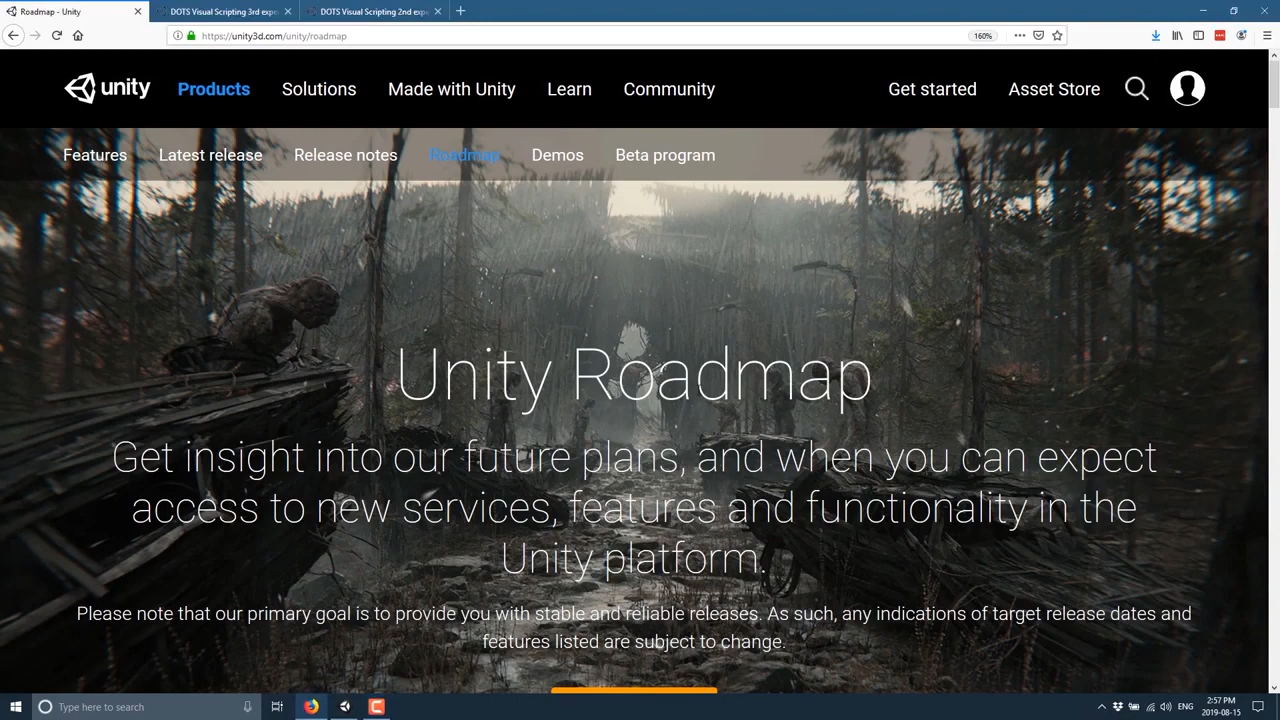 Roadmap - Unity
DOTS Visual Scripting 3rd expe
DOTS Visual Scripting 2nd expe
https://unity3d.com/unity/roadmap
160%
unity
Products
Solutions
Made with Unity
Learn
Community
Get started
Asset Store
Features
Latest release
Release notes
Roadmap
Demos
Beta program
Unity Roadmap
Get insight into our future plans, and when you can expect
access to new services, features and functionality in the
Unity platform.
Please note that our primary goal is to provide you with stable and reliable releases. As such, any indications of target release dates and
features listed are subject to change.
Type here to search
ENG
2:57 PM
2019-08-15